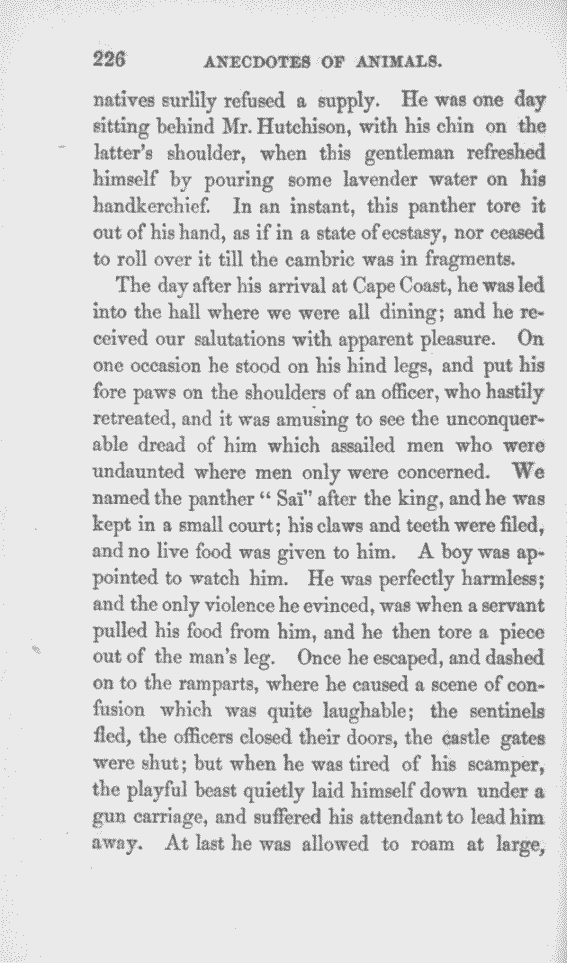 226 ANECDOTES OF ANIMALS.
natives surlily refused a supply. He was one day
sitting behind Mr. Hutchison, with his chin on the
latter's shoulder, when this gentleman refreshed
himself by pouring some lavender water on his
handkerchief. In an instant, this panther tore it
out of his hand, as if in a state of ecstasy, nor ceased
to roll over it till the cambric was in fragments.
The day after his arrival at Cape Coast, he was led
into the hall where we were all dining; and he re-
ceived our salutations with apparent pleasure. On
one occasion he stood on his hind legs, and put his
fore paws on the shoulders of an officer, who hastily
retreated, and it was amusing to see the unconquer-
able dread of him which assailed men who were
undaunted where men only were concerned. We
named the panther “ Saï” after the king, and he was
kept in a small court; his claws and teeth were filed,
and no live food was given to him. A boy was ap-
pointed to watch him. He was perfectly harmless;
and the only violence he evinced, was when a servant
pulled his food from him, and he then tore a piece
out of the man's leg. Once he escaped, and dashed
on to the ramparts, where he caused a scene of con-
fusion which was quite laughable; the sentinels
fled, the officers closed their doors, the castle gates
were shut; but when he was tired of his scamper,
the playful beast quietly laid himself down under a
gun carriage, and suffered his attendant to lead him
away. At last he was allowed to roam at large,